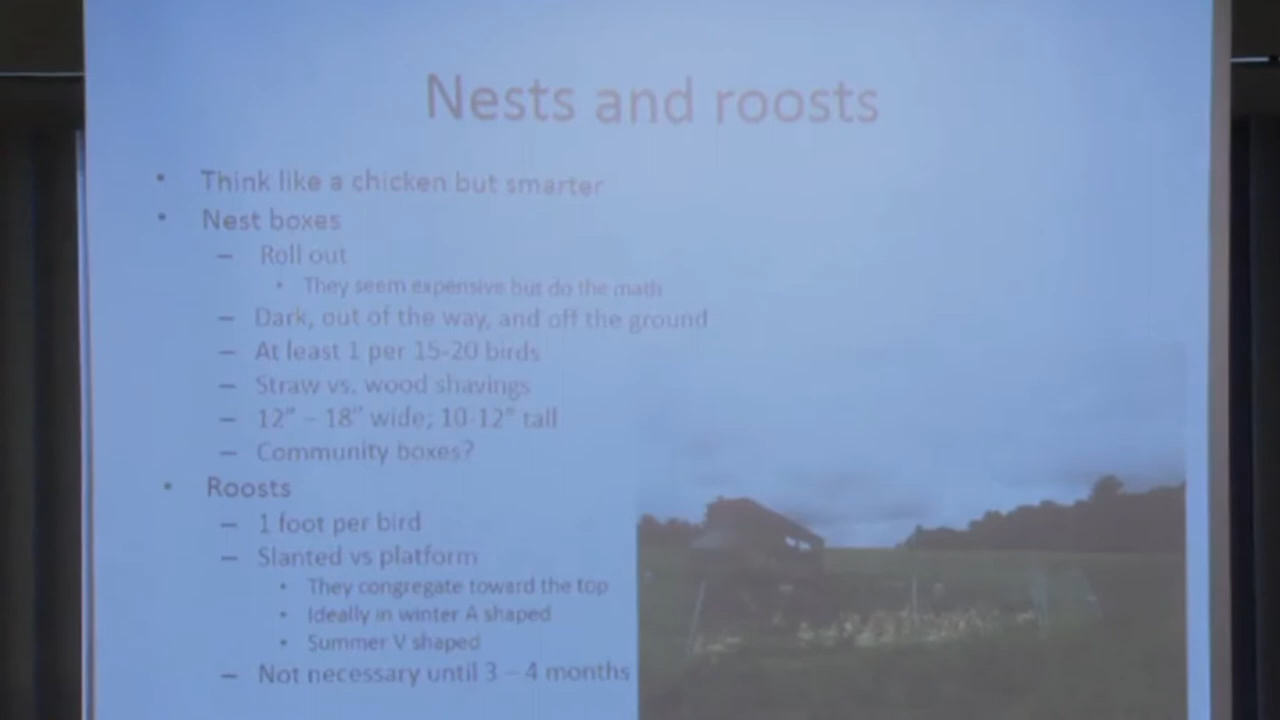 Nests and roosts
• Think like a chicken but smarter
• Nest boxes
– Roll out
• They seem expensive but do the math
– Dark, out of the way, and off the ground
– At least 1 per 15-20 birds
– Straw vs. wood shavings
– 12" – 18" wide; 10-12" tall
– Community boxes?
• Roosts
– 1 foot per bird
– Slanted vs platform
• They congregate toward the top
• Ideally in winter A shaped
• Summer V shaped
– Not necessary until 3 – 4 months